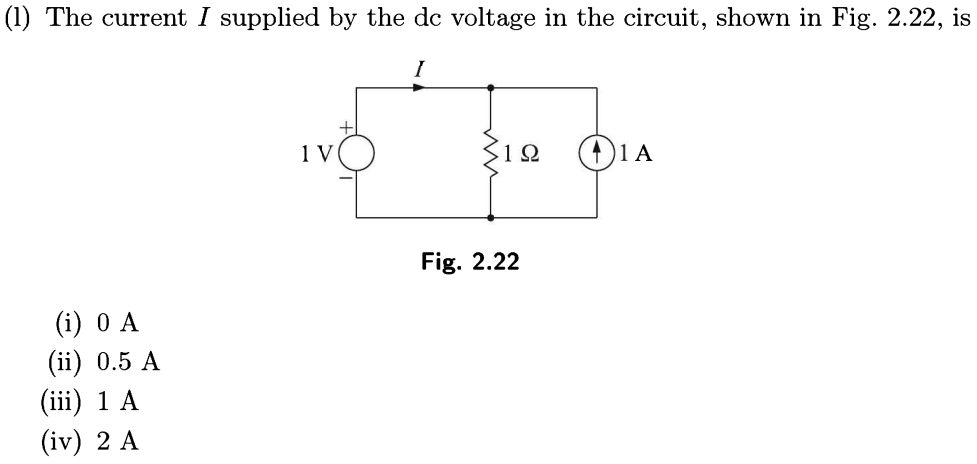 (l) The current I supplied by the dc voltage in the circuit, shown in Fig. 2.22, is
I
+
1 V
1 Ω
1 A
−
Fig. 2.22
(i) 0 A
(ii) 0.5 A
(iii) 1 A
(iv) 2 A